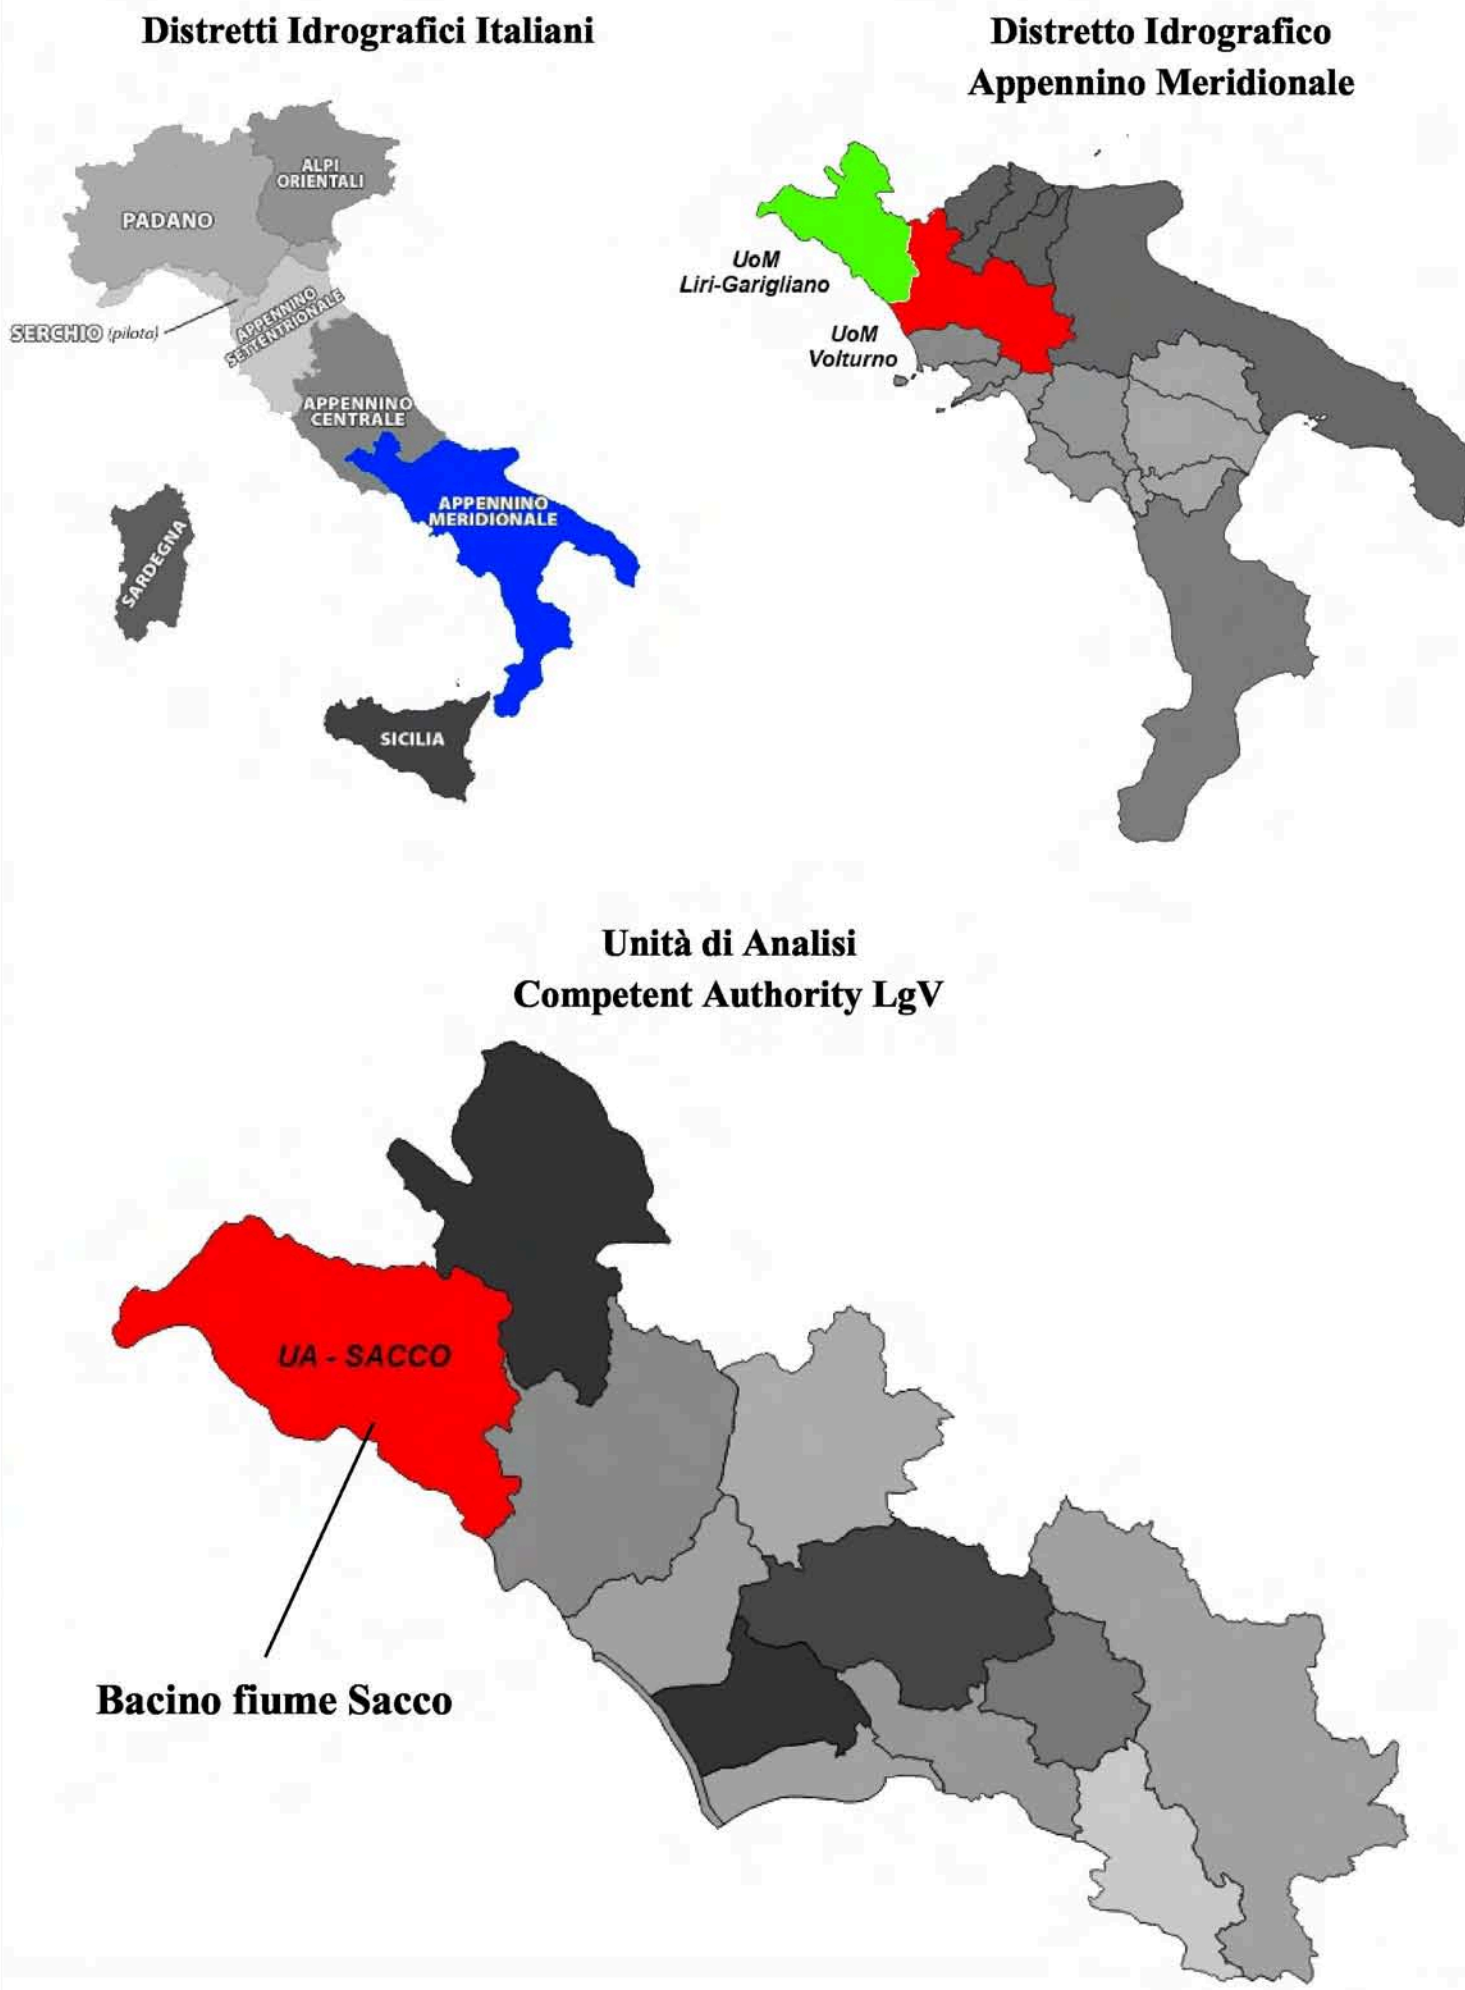 Distretti Idrografici Italiani
ALPI
ORIENTALI
PADANO
SERCHIO (pilota)
APPENNINO
SETTENTRIONALE
APPENNINO
CENTRALE
APPENNINO
MERIDIONALE
SARDEGNA
SICILIA
Distretto Idrografico
Appennino Meridionale
UoM
Liri-Garigliano
UoM
Volturno
Unità di Analisi
Competent Authority LgV
UA - SACCO
Bacino fiume Sacco